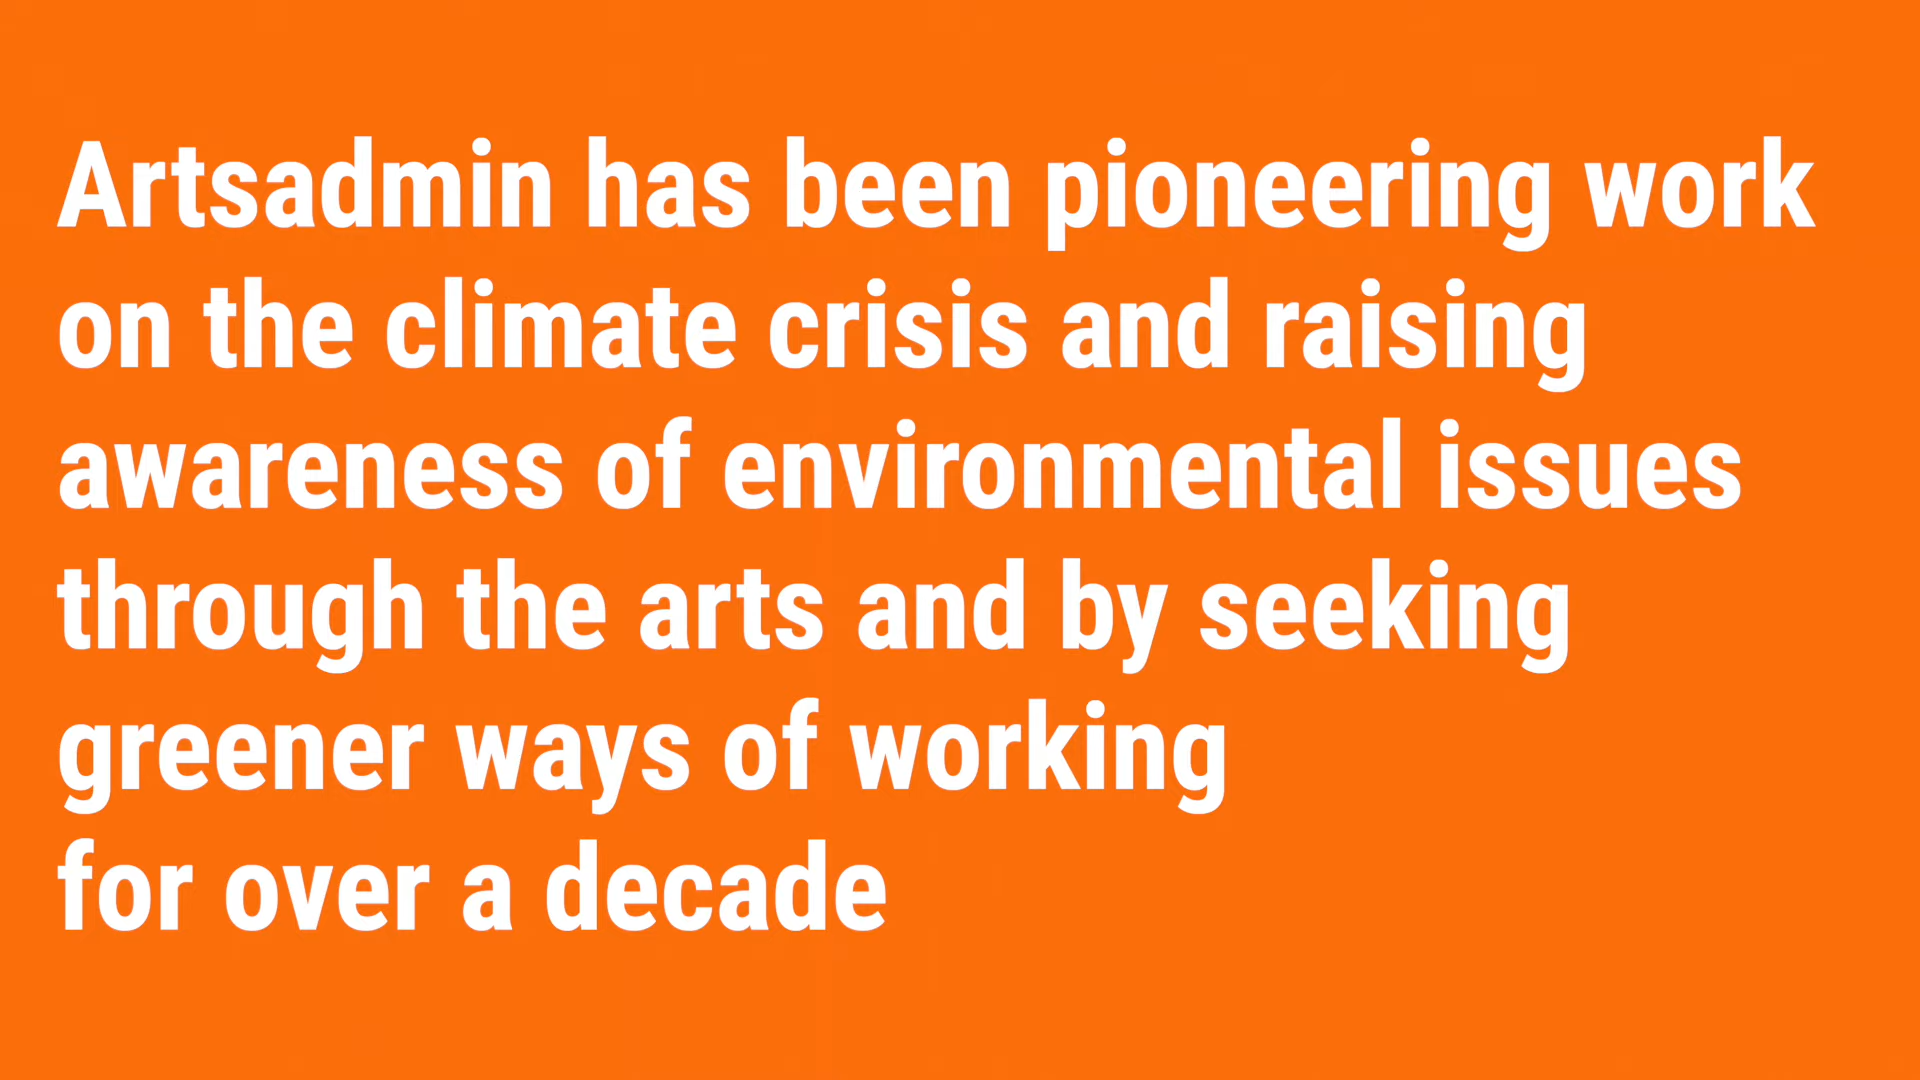 Artsadmin has been pioneering work
on the climate crisis and raising
awareness of environmental issues
through the arts and by seeking
greener ways of working
for over a decade